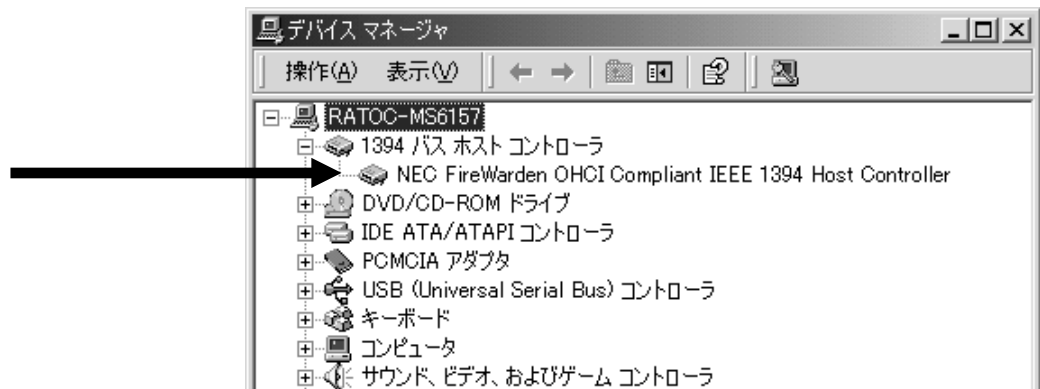 デバイス マネージャ
操作(A) 表示(V)
RATOC-MS6157
1394 バス ホスト コントローラ
NEC FireWarden OHCI Compliant IEEE 1394 Host Controller
DVD/CD-ROM ドライブ
IDE ATA/ATAPI コントローラ
PCMCIA アダプタ
USB (Universal Serial Bus) コントローラ
キーボード
コンピュータ
サウンド、ビデオ、およびゲーム コントローラ